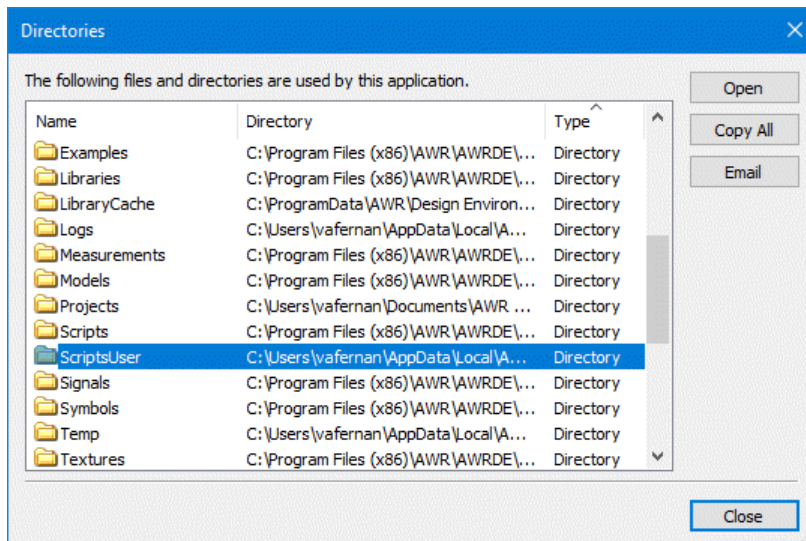 Directories
The following files and directories are used by this application.
Open
Copy All
Email
Name Directory Type
Examples C:\Program Files (x86)\AWR\AWRDE\... Directory
Libraries C:\Program Files (x86)\AWR\AWRDE\... Directory
LibraryCache C:\ProgramData\AWR\Design Environ... Directory
Logs C:\Users\vafernan\AppData\Local\A... Directory
Measurements C:\Program Files (x86)\AWR\AWRDE\... Directory
Models C:\Program Files (x86)\AWR\AWRDE\... Directory
Projects C:\Users\vafernan\Documents\AWR ... Directory
Scripts C:\Program Files (x86)\AWR\AWRDE\... Directory
ScriptsUser C:\Users\vafernan\AppData\Local\A... Directory
Signals C:\Program Files (x86)\AWR\AWRDE\... Directory
Symbols C:\Program Files (x86)\AWR\AWRDE\... Directory
Temp C:\Users\vafernan\AppData\Local\A... Directory
Textures C:\Program Files (x86)\AWR\AWRDE\... Directory
Close